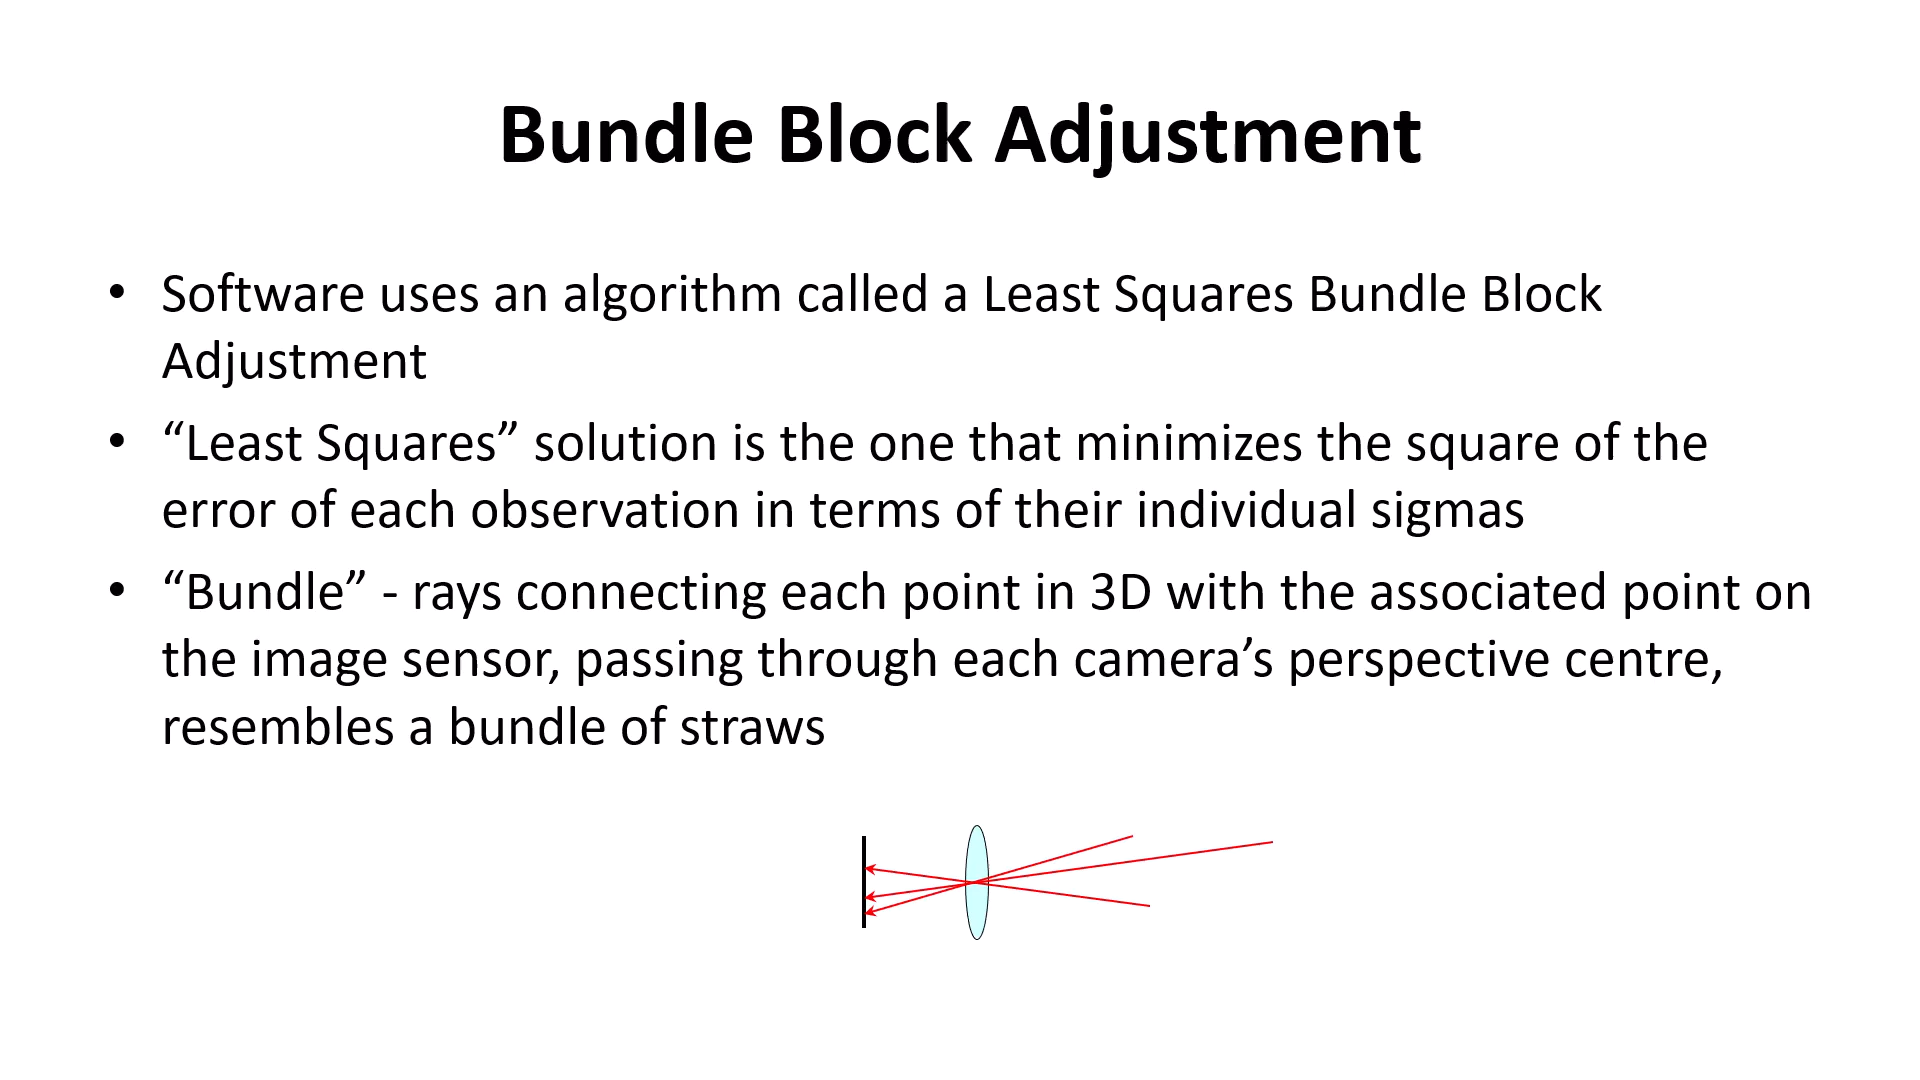 Bundle Block Adjustment
• Software uses an algorithm called a Least Squares Bundle Block
Adjustment
• “Least Squares” solution is the one that minimizes the square of the
error of each observation in terms of their individual sigmas
• “Bundle” - rays connecting each point in 3D with the associated point on
the image sensor, passing through each camera’s perspective centre,
resembles a bundle of straws